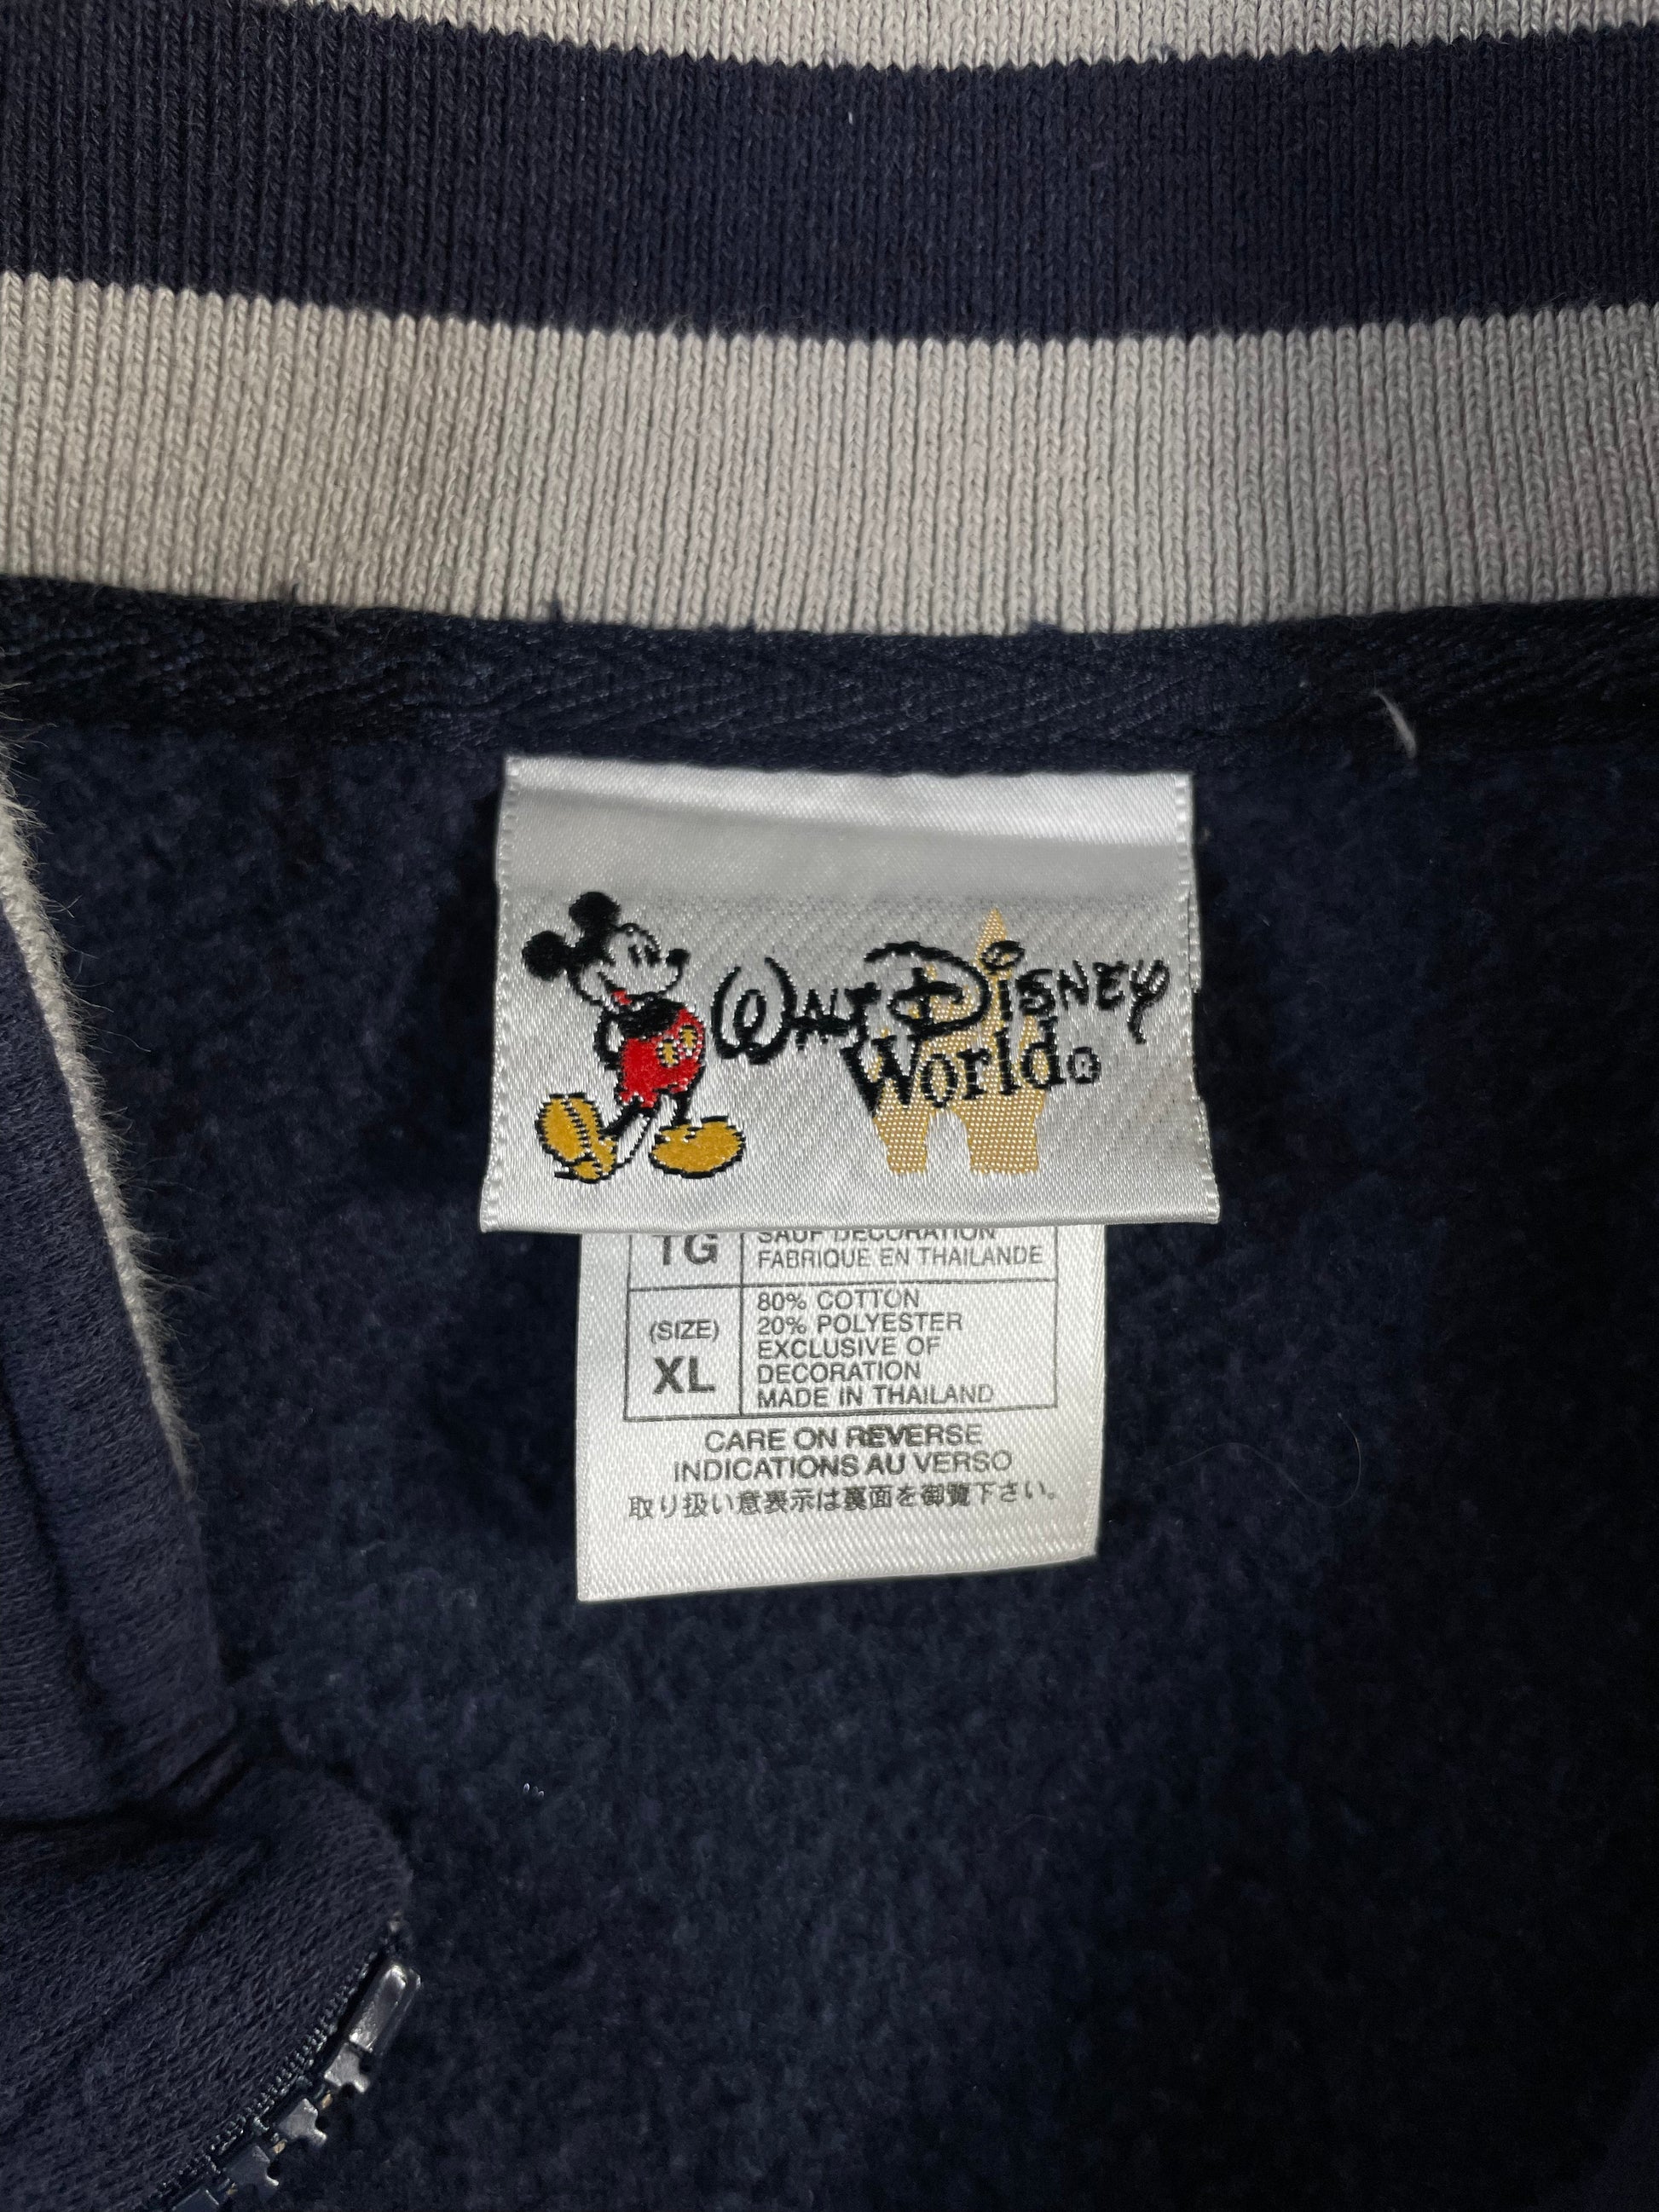 WALT DISNEY
World®
TG
SAUF DECORATION
FABRIQUE EN THAILANDE
(SIZE)
XL
80% COTTON
20% POLYESTER
EXCLUSIVE OF
DECORATION
MADE IN THAILAND
CARE ON REVERSE
INDICATIONS AU VERSO
取り扱い意表示は裏面を御覧下さい。